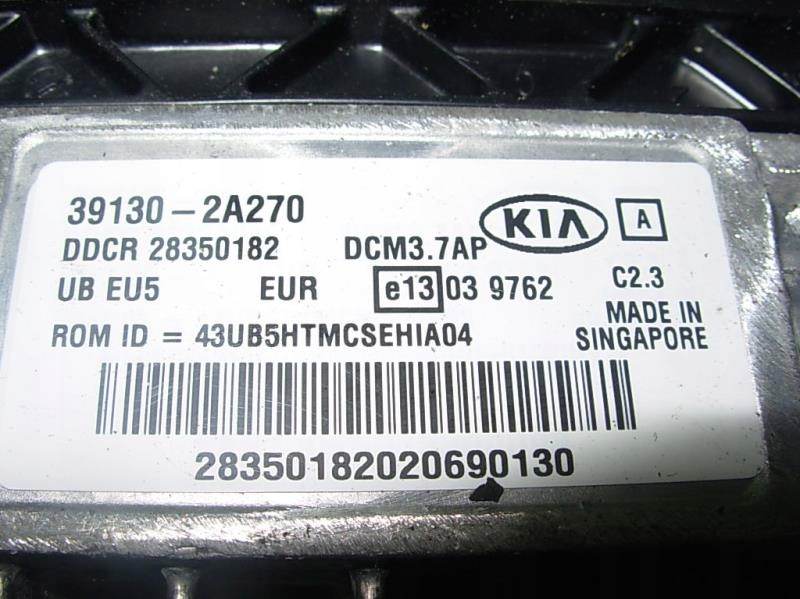 39130-2A270
KIA A
DDCR 28350182 DCM3.7AP
UB EU5 EUR e13 03 9762 C2.3
MADE IN
ROM ID = 43UB5HTMCSEHIA04 SINGAPORE
28350182020690130